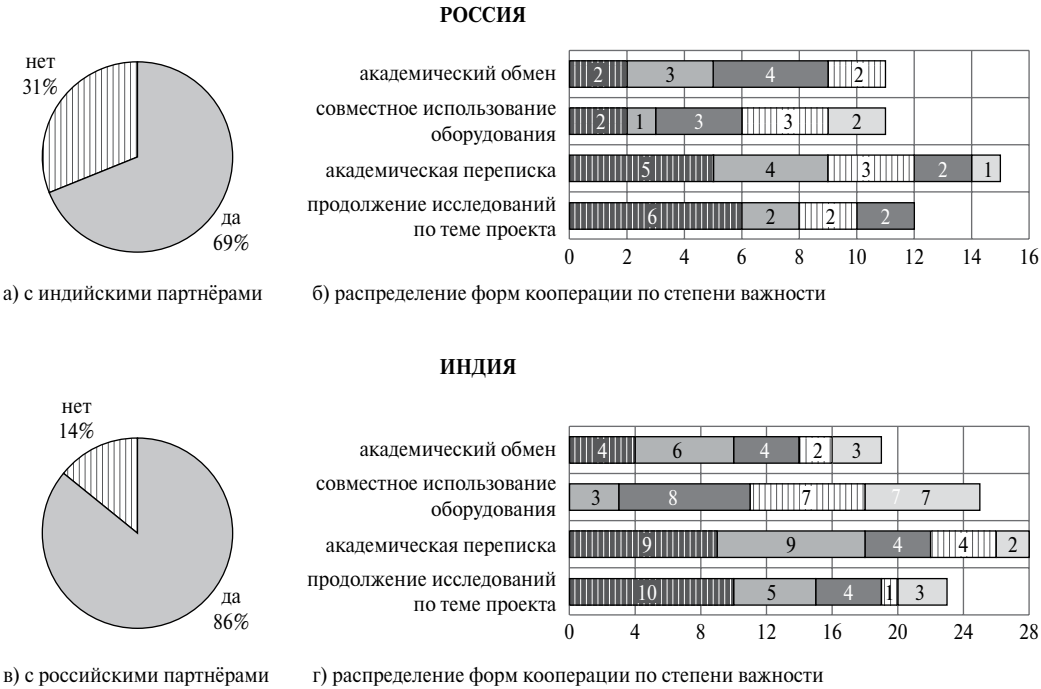 РОССИЯ
нет
31%
да
69%
академический обмен
2 3 4 2
совместное использование
оборудования
2 1 3 3 2
академическая переписка
5 4 3 2 1
продолжение исследований
по теме проекта
6 2 2 2
0 2 4 6 8 10 12 14 16
а) с индийскими партнёрами
б) распределение форм кооперации по степени важности
ИНДИЯ
нет
14%
да
86%
академический обмен
4 6 4 2 3
совместное использование
оборудования
3 8 7 7 7
академическая переписка
9 9 4 4 2
продолжение исследований
по теме проекта
10 5 4 1 3
0 4 8 12 16 20 24 28
в) с российскими партнёрами
г) распределение форм кооперации по степени важности